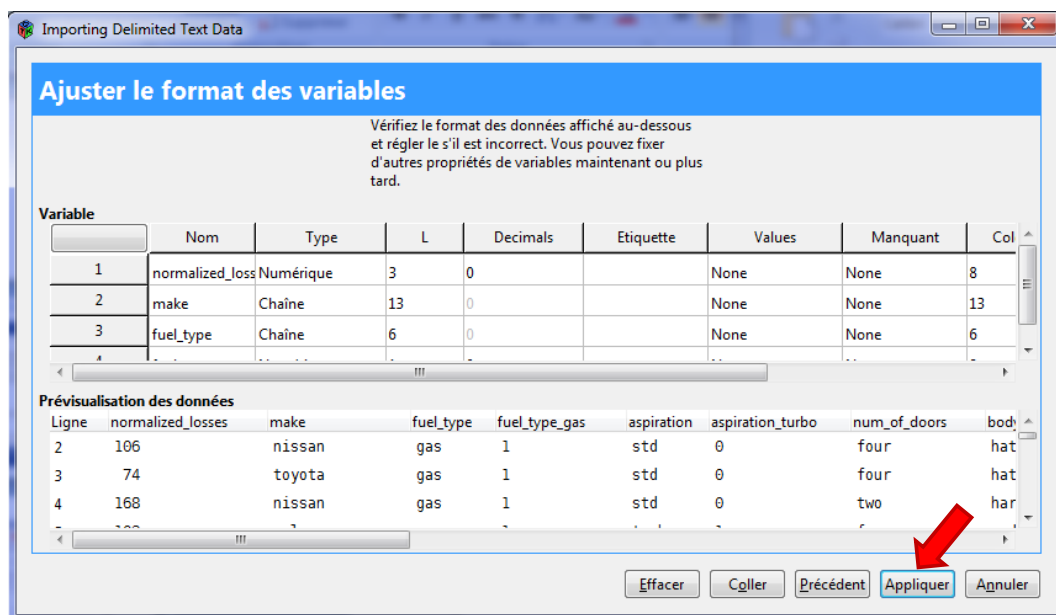 Importing Delimited Text Data
Ajuster le format des variables
Vérifiez le format des données affiché au-dessous
et régler le s'il est incorrect. Vous pouvez fixer
d'autres propriétés de variables maintenant ou plus
tard.
Variable
Nom Type L Decimals Etiquette Values Manquant Col
1 normalized_loss Numérique 3 0 None None 8
2 make Chaîne 13 0 None None 13
3 fuel_type Chaîne 6 0 None None 6
Prévisualisation des données
Ligne normalized_losses make fuel_type fuel_type_gas aspiration aspiration_turbo num_of_doors body
2 106 nissan gas 1 std 0 four hat
3 74 toyota gas 1 std 0 four hat
4 168 nissan gas 1 std 0 two har
Effacer Coller Précédent Appliquer Annuler